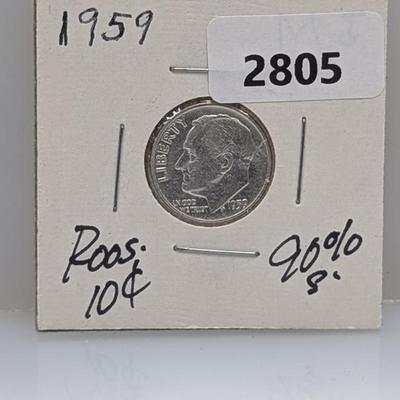 1959
2805
LIBERTY
IN GOD
WE TRUST
1959
Roos.
10¢
90%
s.